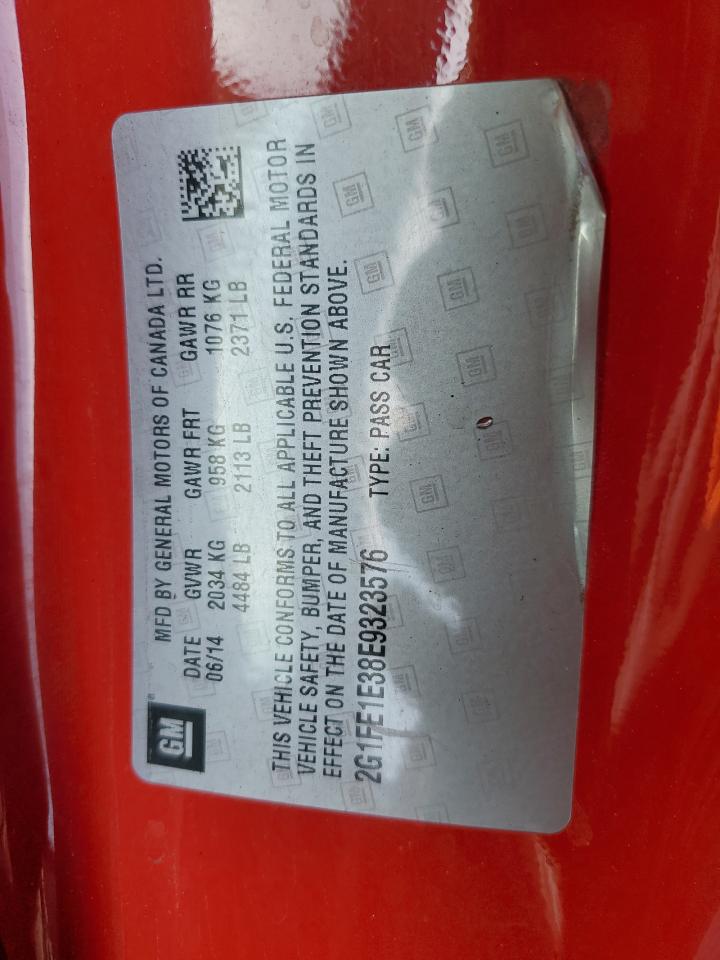 GM
MFD BY GENERAL MOTORS OF CANADA LTD.
DATE GVWR GAWR FRT GAWR RR
06/14 2034 KG 958 KG 1076 KG
4484 LB 2113 LB 2371 LB
THIS VEHICLE CONFORMS TO ALL APPLICABLE U.S. FEDERAL MOTOR
VEHICLE SAFETY, BUMPER, AND THEFT PREVENTION STANDARDS IN
EFFECT ON THE DATE OF MANUFACTURE SHOWN ABOVE.
2G1FE1E38E9323576 TYPE: PASS CAR